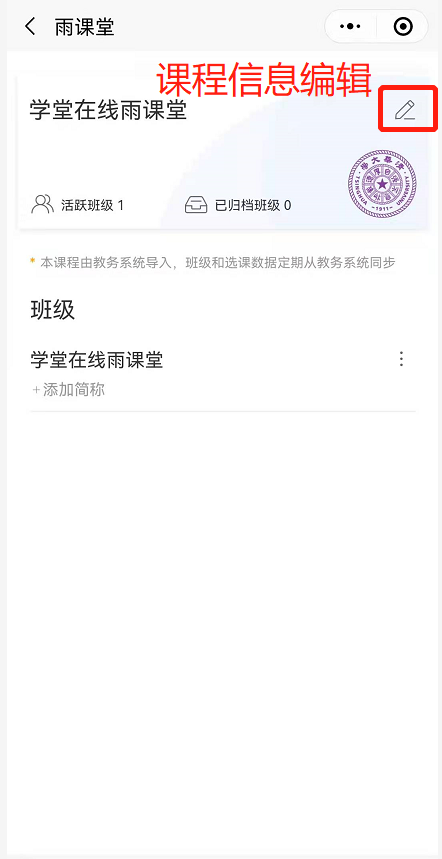 雨课堂
课程信息编辑
学堂在线雨课堂
活跃班级 1
已归档班级 0
* 本课程由教务系统导入，班级和选课数据定期从教务系统同步
班级
学堂在线雨课堂
+添加简称